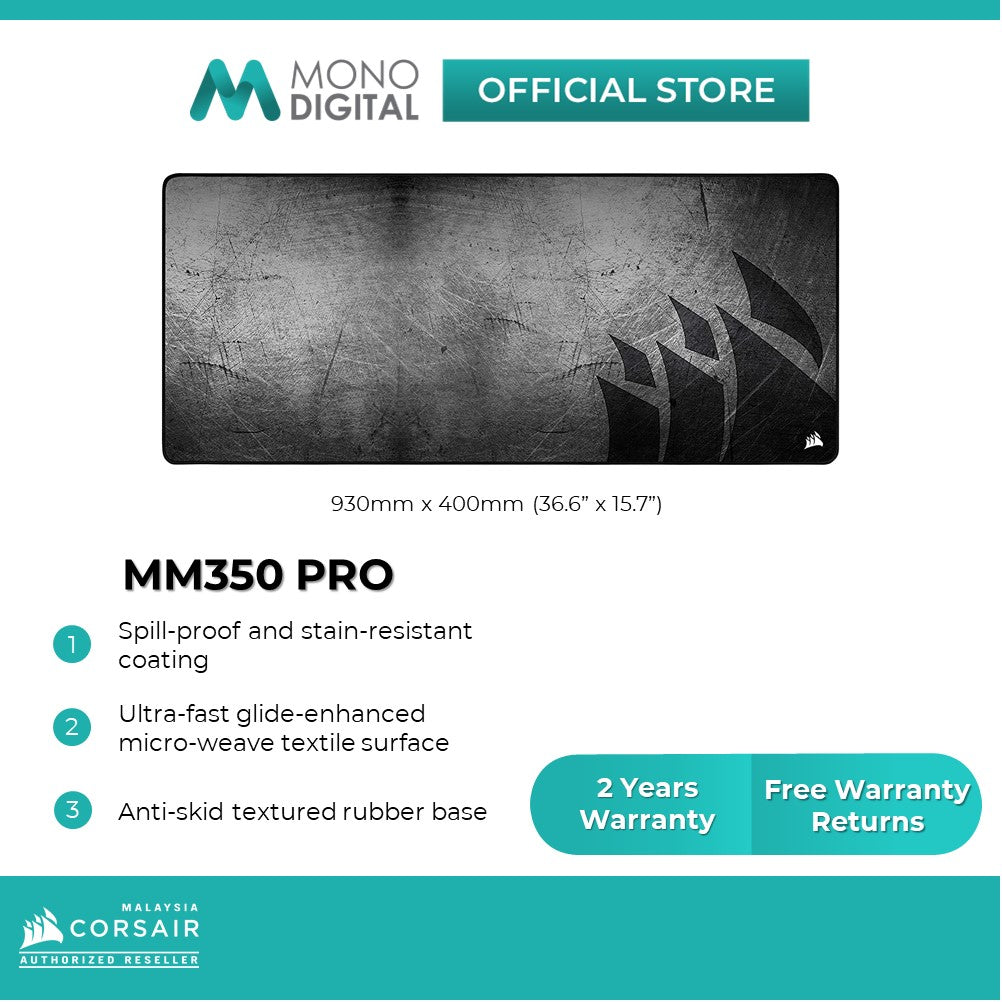 MONO
DIGITAL
OFFICIAL STORE
930mm x 400mm (36.6” x 15.7”)
MM350 PRO
1
Spill-proof and stain-resistant
coating
2
Ultra-fast glide-enhanced
micro-weave textile surface
3
Anti-skid textured rubber base
2 Years
Warranty
Free Warranty
Returns
MALAYSIA
CORSAIR
AUTHORIZED RESELLER